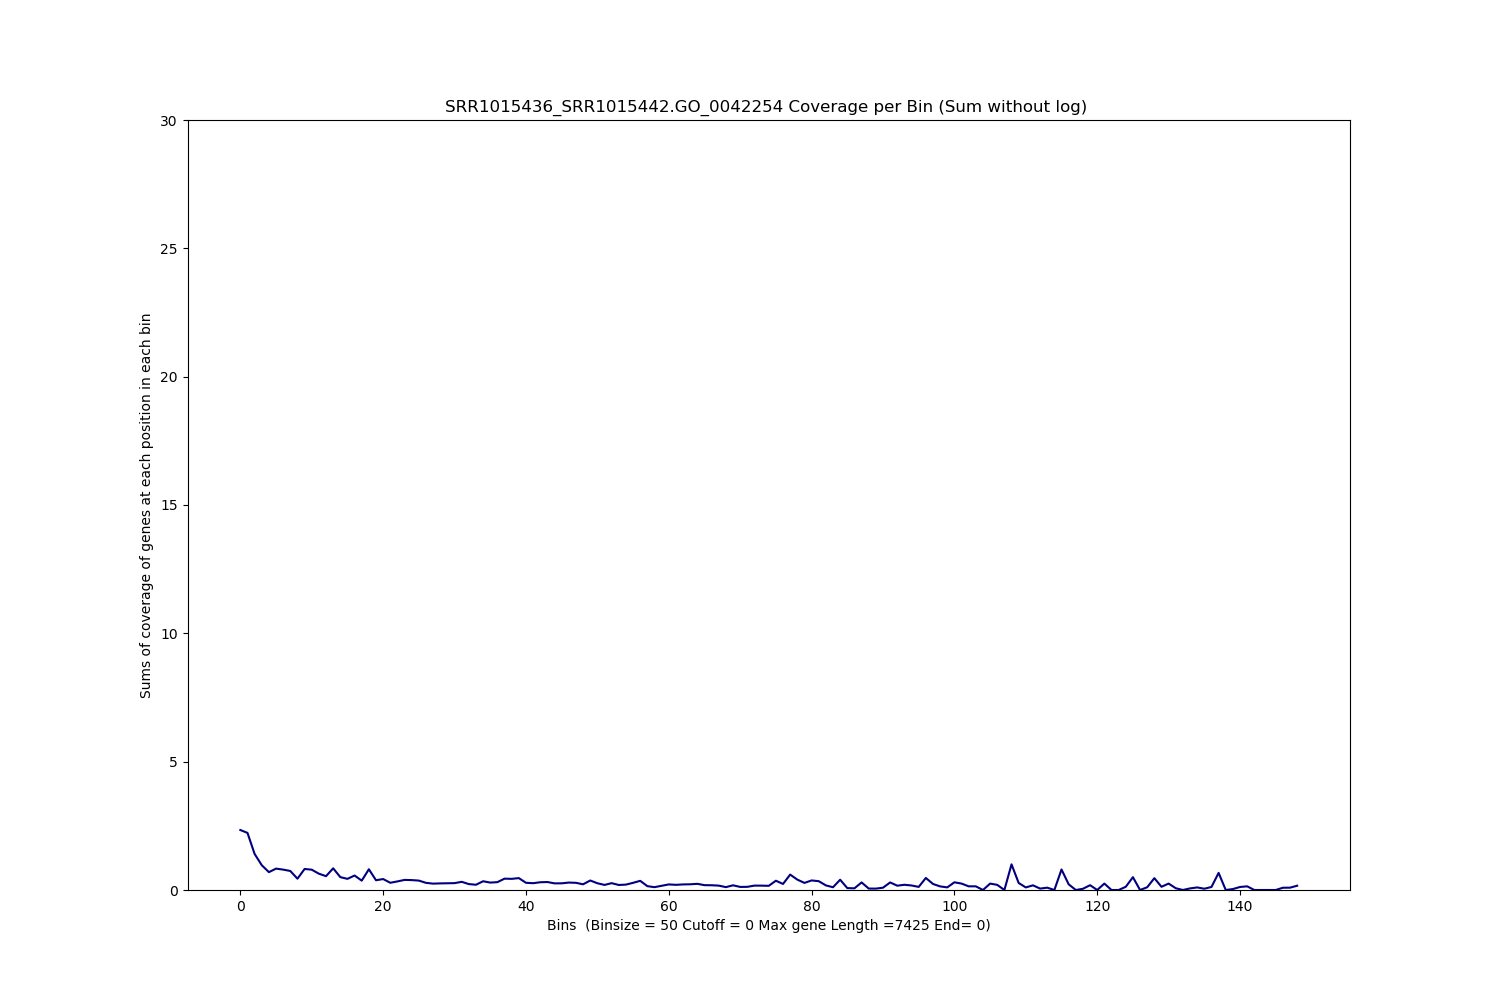 SRR1015436_SRR1015442.GO_0042254 Coverage per Bin (Sum without log)
30
25
20
15
10
5
0
Sums of coverage of genes at each position in each bin
0 20 40 60 80 100 120 140
Bins  (Binsize = 50 Cutoff = 0 Max gene Length =7425 End= 0)